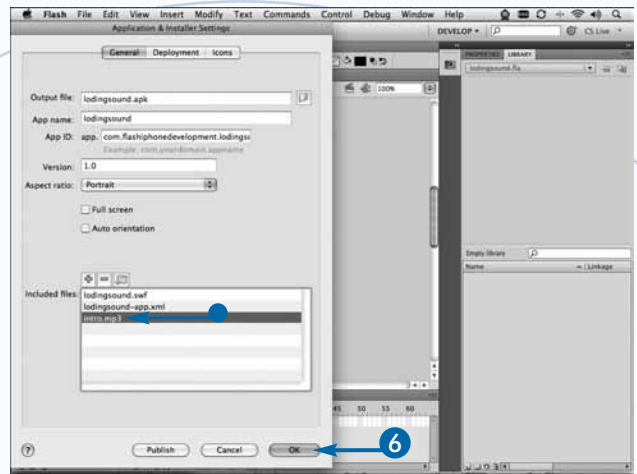 Flash File Edit View Insert Modify Text Commands Control Debug Window Help
Application & Installer Settings
DEVELOP
CS Live
General Deployment Icons
PROPERTIES LIBRARY
lodingsound.fla
100%
Output file: lodingsound.apk
App name: lodingsound
App ID: app. com.flashiphonedevelopment.lodings
Example: com.yourdomain.appname
Version: 1.0
Aspect ratio: Portrait
Full screen
Auto orientation
Empty library
Name Linkage
Included files: lodingsound.swf
lodingsound-app.xml
intro.mp3
45 50 55 60
? Publish Cancel OK
6